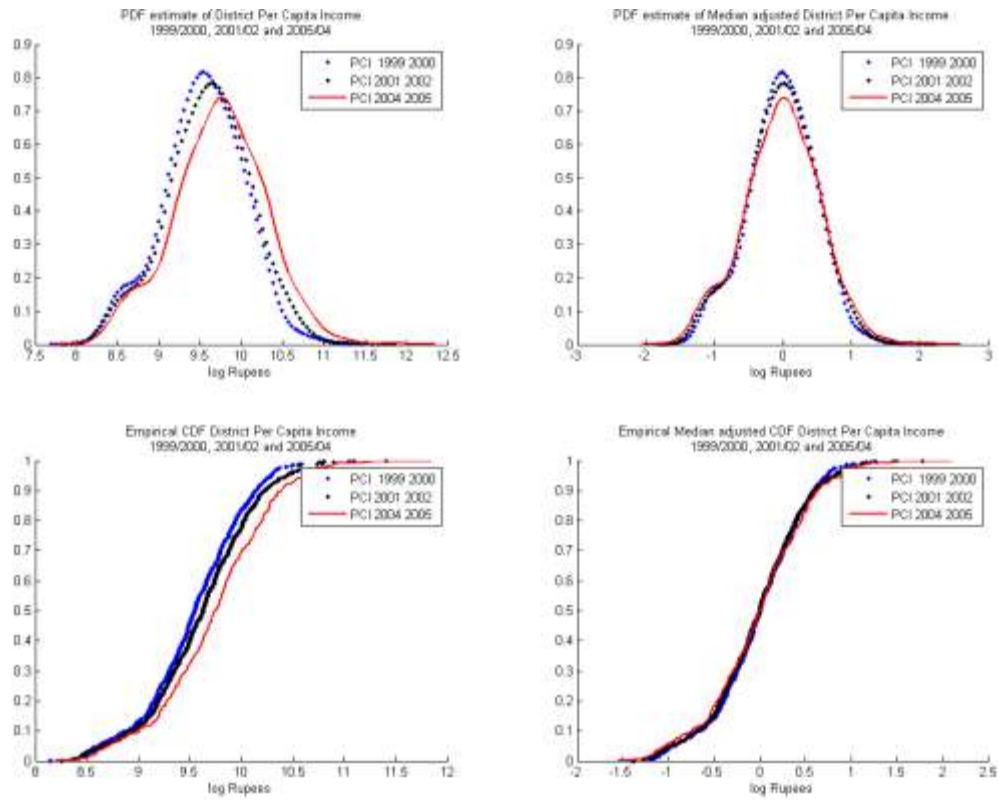 PDF estimate of District Per Capita Income
1999/2000, 2001/02 and 2005/04
0.9
0.8
0.7
0.6
0.5
0.4
0.3
0.2
0.1
0
7.5 8 8.5 9 9.5 10 10.5 11 11.5 12 12.5
log Rupees
PCI 1999 2000
PCI 2001 2002
PCI 2004 2005
PDF estimate of Median adjusted District Per Capita Income
1999/2000, 2001/02 and 2005/04
0.9
0.8
0.7
0.6
0.5
0.4
0.3
0.2
0.1
0
-3 -2 -1 0 1 2 3
log Rupees
PCI 1999 2000
PCI 2001 2002
PCI 2004 2005
Empirical CDF District Per Capita Income
1999/2000, 2001/02 and 2005/04
1
0.9
0.8
0.7
0.6
0.5
0.4
0.3
0.2
0.1
0
8 8.5 9 9.5 10 10.5 11 11.5 12
log Rupees
PCI 1999 2000
PCI 2001 2002
PCI 2004 2005
Empirical Median adjusted CDF District Per Capita Income
1999/2000, 2001/02 and 2005/04
1
0.9
0.8
0.7
0.6
0.5
0.4
0.3
0.2
0.1
0
-2 -1.5 -1 -0.5 0 0.5 1 1.5 2 2.5
log Rupees
PCI 1999 2000
PCI 2001 2002
PCI 2004 2005